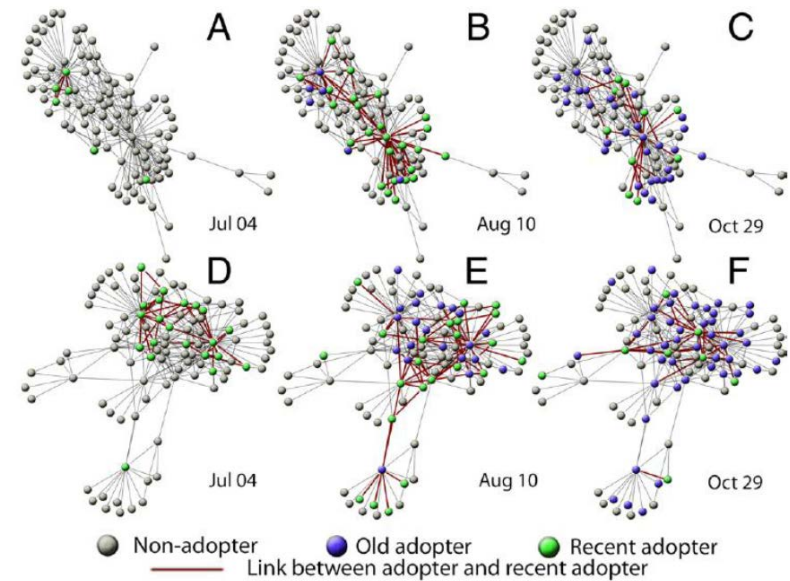 A
B
C
Jul 04
Aug 10
Oct 29
D
E
F
Jul 04
Aug 10
Oct 29
Non-adopter
Old adopter
Recent adopter
Link between adopter and recent adopter